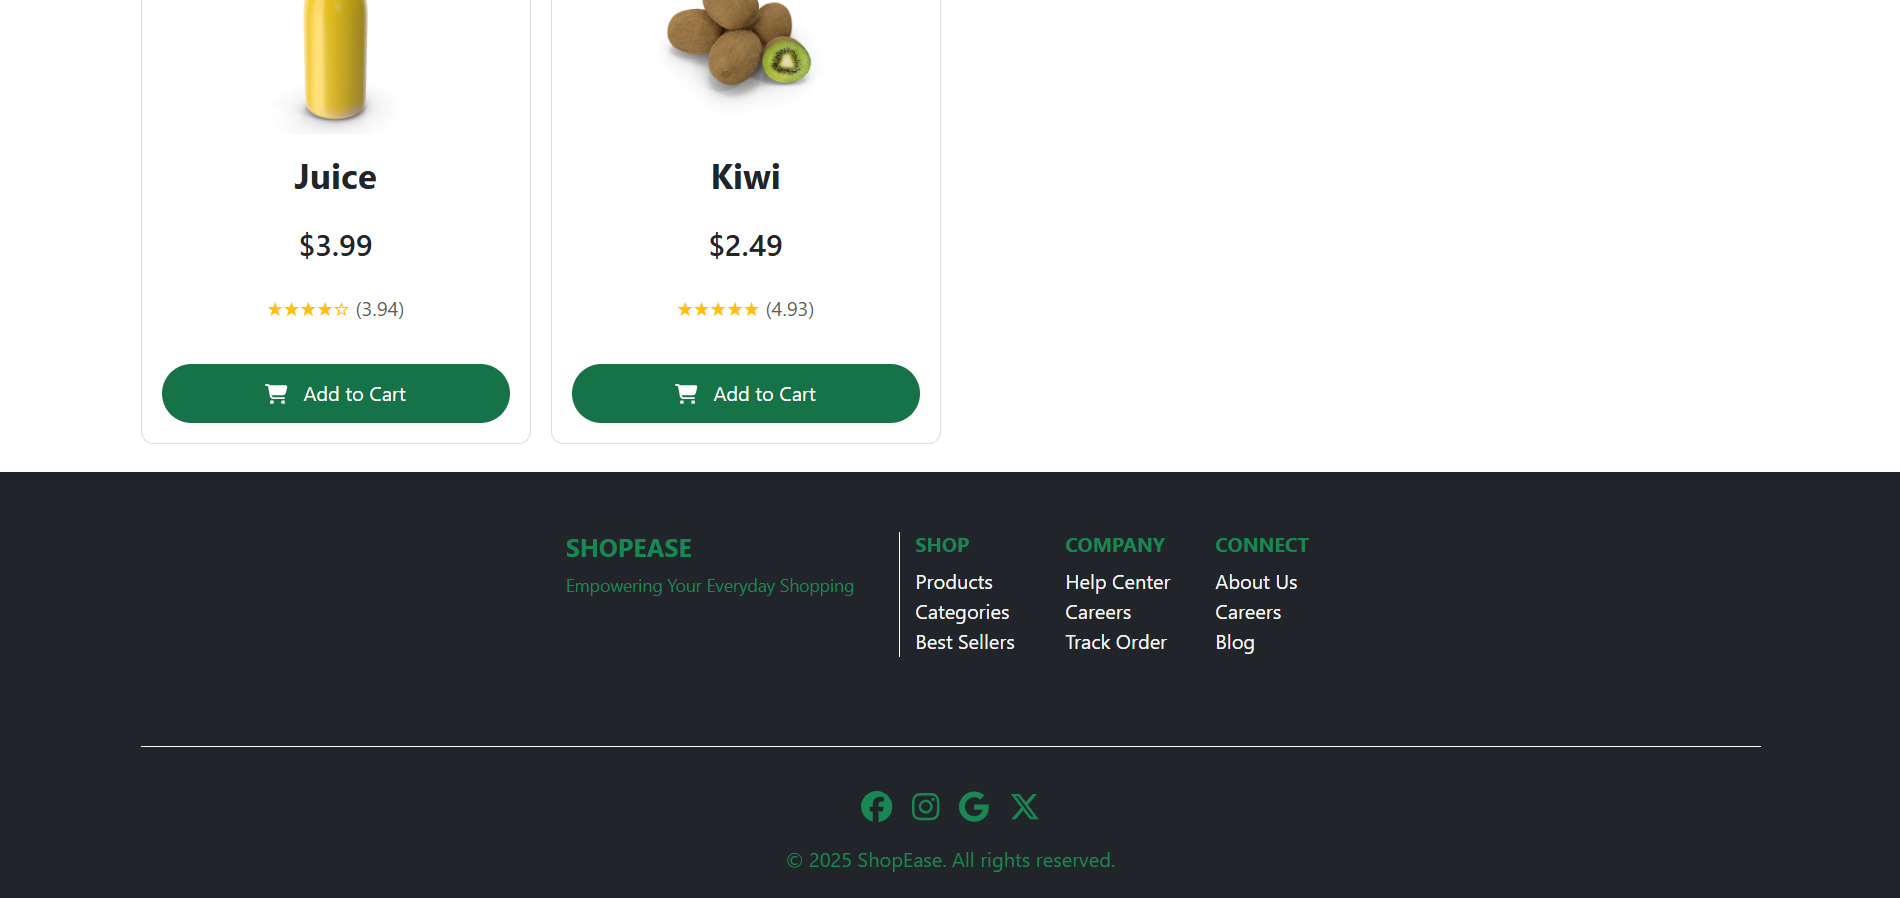 Juice
$3.99
★★★★☆ (3.94)
Add to Cart
Kiwi
$2.49
★★★★★ (4.93)
Add to Cart
SHOPEASE
Empowering Your Everyday Shopping
SHOP
Products
Categories
Best Sellers
COMPANY
Help Center
Careers
Track Order
CONNECT
About Us
Careers
Blog
© 2025 ShopEase. All rights reserved.